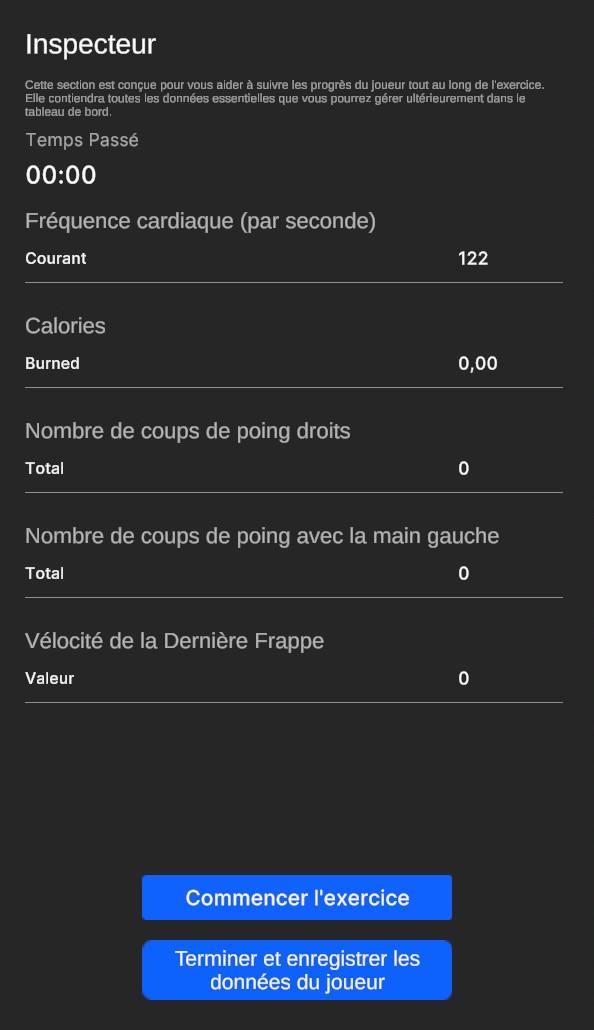 Inspecteur
Cette section est conçue pour vous aider à suivre les progrès du joueur tout au long de l'exercice.
Elle contiendra toutes les données essentielles que vous pourrez gérer ultérieurement dans le
tableau de bord.
Temps Passé
00:00
Fréquence cardiaque (par seconde)
Courant 122
Calories
Burned 0,00
Nombre de coups de poing droits
Total 0
Nombre de coups de poing avec la main gauche
Total 0
Vélocité de la Dernière Frappe
Valeur 0
Commencer l'exercice
Terminer et enregistrer les
données du joueur